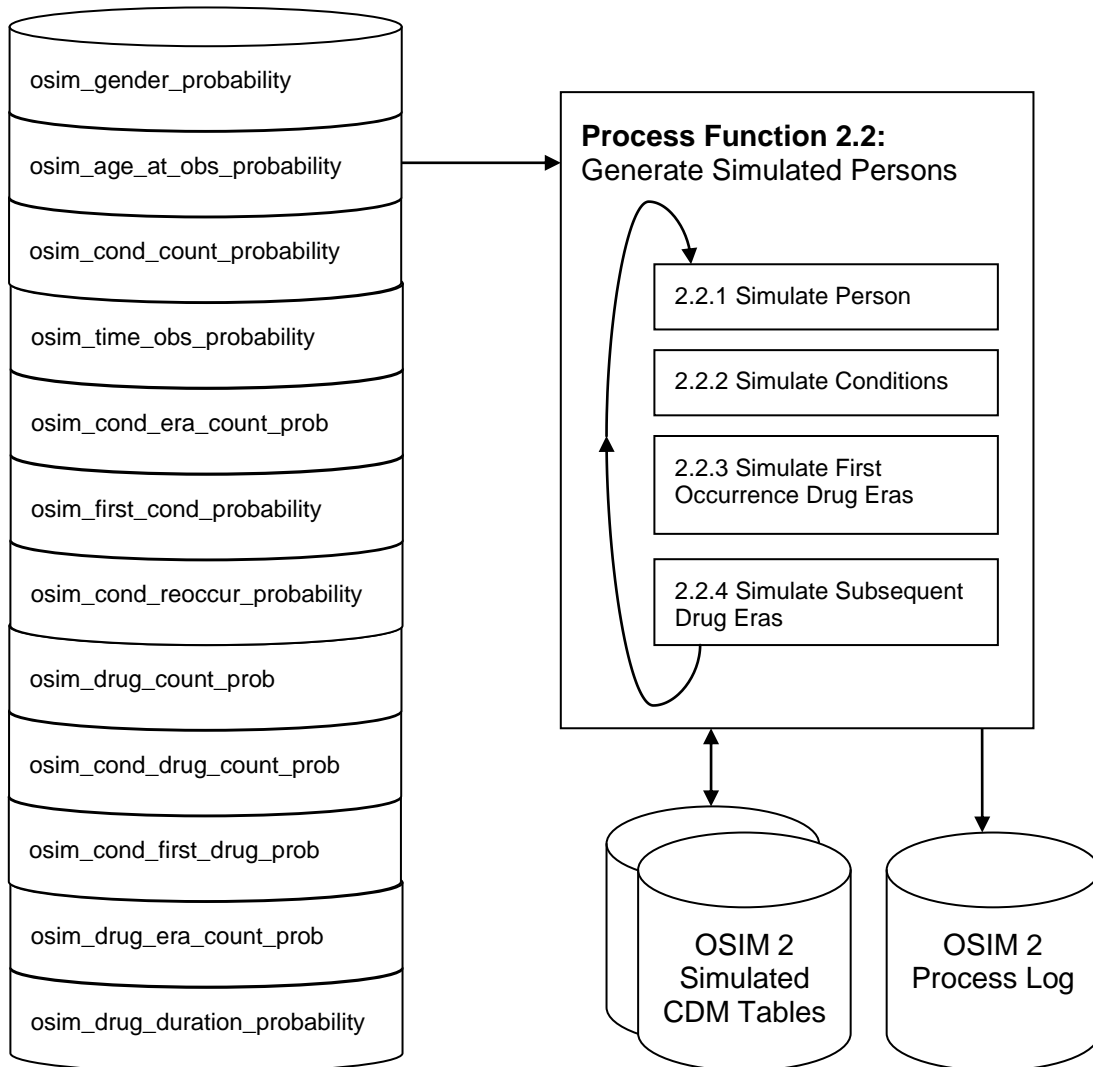 osim_gender_probability
osim_age_at_obs_probability
osim_cond_count_probability
osim_time_obs_probability
osim_cond_era_count_prob
osim_first_cond_probability
osim_cond_reoccur_probability
osim_drug_count_prob
osim_cond_drug_count_prob
osim_cond_first_drug_prob
osim_drug_era_count_prob
osim_drug_duration_probability
Process Function 2.2:
Generate Simulated Persons
2.2.1 Simulate Person
2.2.2 Simulate Conditions
2.2.3 Simulate First
Occurrence Drug Eras
2.2.4 Simulate Subsequent
Drug Eras
OSIM 2
Simulated
CDM Tables
OSIM 2
Process Log